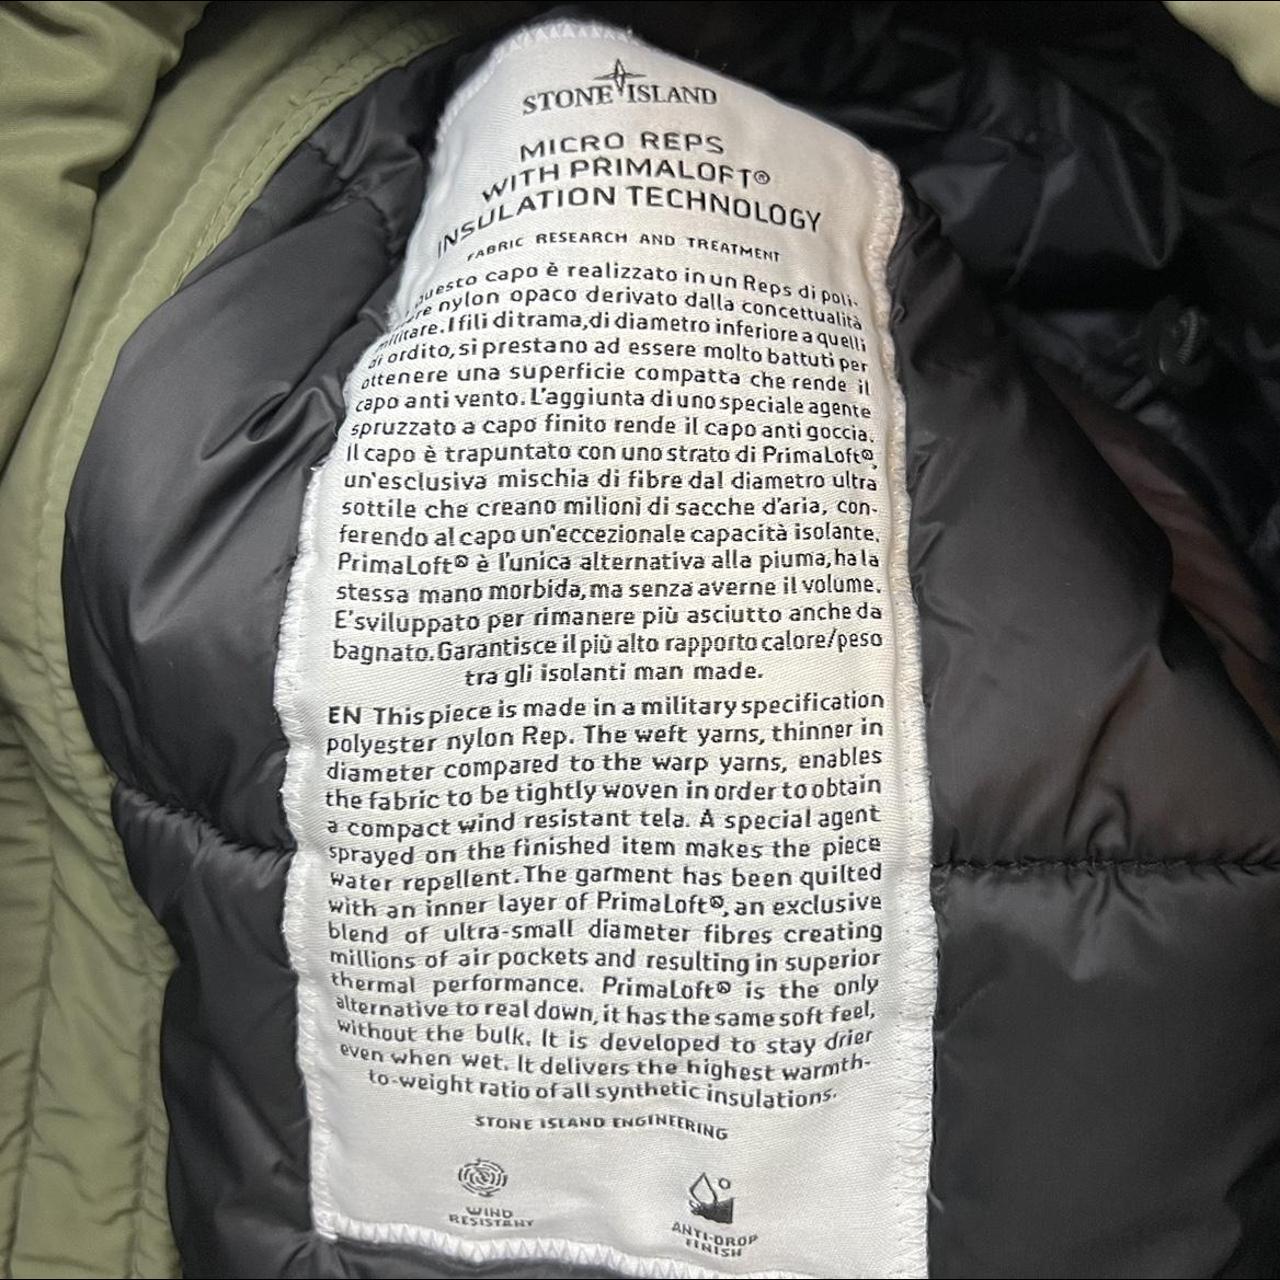 STONE ISLAND
MICRO REPS
WITH PRIMALOFT®
INSULATION TECHNOLOGY
FABRIC RESEARCH AND TREATMENT
questo capo è realizzato in un Reps di poli-
nylon opaco derivato dalla concettualità
militare. I fili di trama, di diametro inferiore a quelli
di ordito, si prestano ad essere molto battuti per
ottenere una superficie compatta che rende il
capo anti vento. L'aggiunta di uno speciale agente
spruzzato a capo finito rende il capo anti goccia.
Il capo è trapuntato con uno strato di PrimaLoft®,
un'esclusiva mischia di fibre dal diametro ultra
sottile che creano milioni di sacche d'aria, con-
ferendo al capo un'eccezionale capacità isolante.
PrimaLoft® è l'unica alternativa alla piuma, ha la
stessa mano morbida, ma senza averne il volume.
E'sviluppato per rimanere più asciutto anche da
bagnato. Garantisce il più alto rapporto calore/peso
tra gli isolanti man made.
EN This piece is made in a military specification
polyester nylon Rep. The weft yarns, thinner in
diameter compared to the warp yarns, enables
the fabric to be tightly woven in order to obtain
a compact wind resistant tela. A special agent
sprayed on the finished item makes the piece
water repellent. The garment has been quilted
with an inner layer of PrimaLoft®, an exclusive
blend of ultra-small diameter fibres creating
millions of air pockets and resulting in superior
thermal performance. PrimaLoft® is the only
alternative to real down, it has the same soft feel,
without the bulk. It is developed to stay drier
even when wet. It delivers the highest warmth-
to-weight ratio of all synthetic insulations.
STONE ISLAND ENGINEERING
WIND
RESISTANT
ANTI-DROP
FINISH